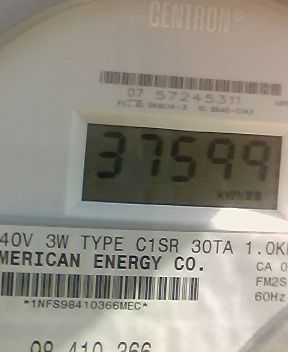 CENTRON
07 57245311
37599
kWh
40V 3W TYPE C1SR 30TA 1.0K
MERICAN ENERGY CO.
CA 0
FM2S
*1NFS98410366MEC*
60Hz
98 410 366